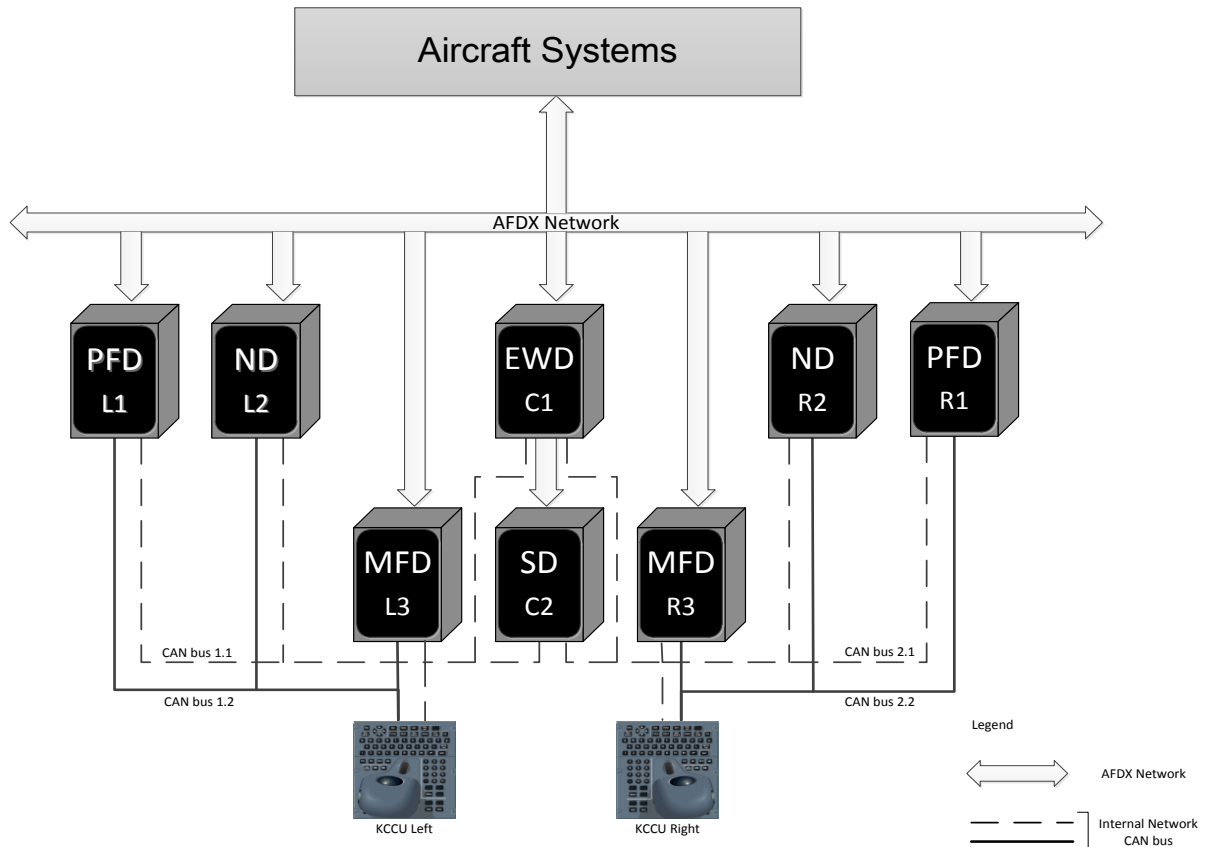 Aircraft Systems
AFDX Network
PFD
L1
ND
L2
EWD
C1
ND
R2
PFD
R1
MFD
L3
SD
C2
MFD
R3
CAN bus 1.1
CAN bus 2.1
CAN bus 1.2
CAN bus 2.2
KCCU Left
KCCU Right
Legend
AFDX Network
Internal Network
CAN bus